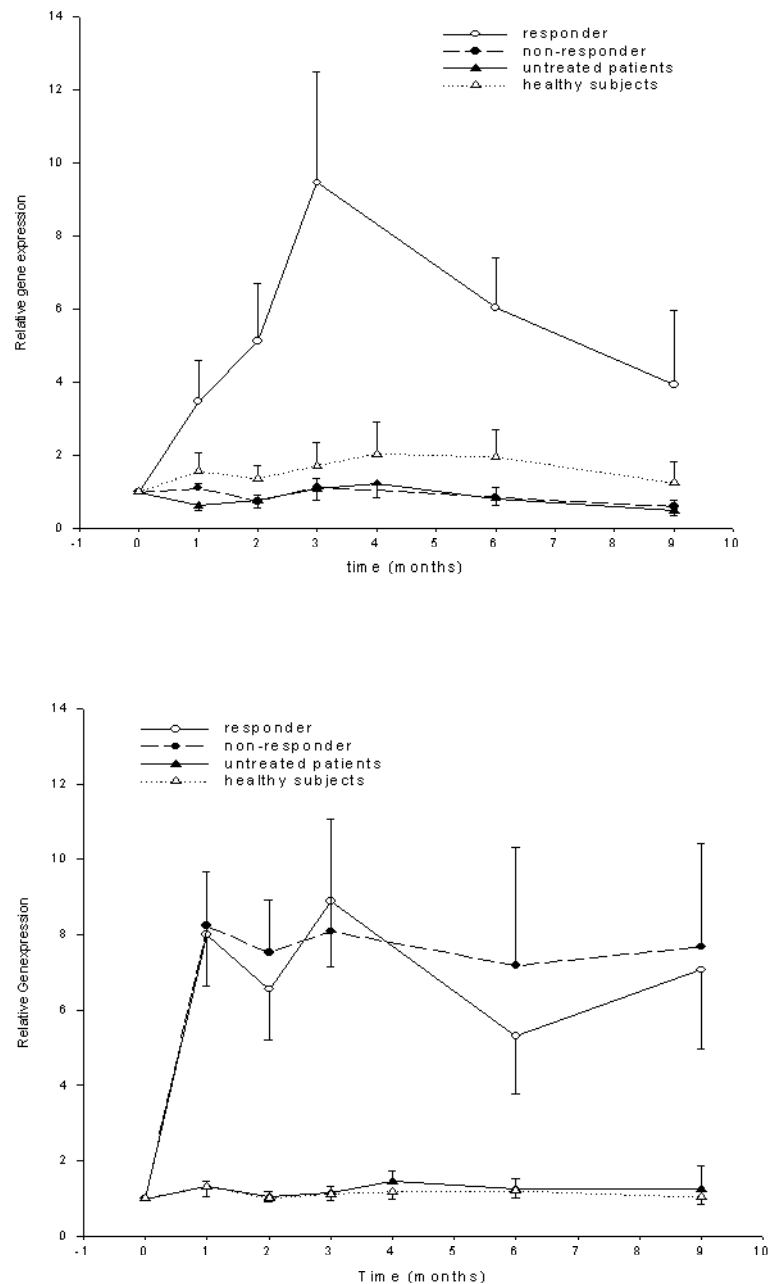 14
responder
non-responder
untreated patients
healthy subjects
12
10
8
6
4
2
0
Relative gene expression
-1 0 1 2 3 4 5 6 7 8 9 10
time (months)
14
responder
non-responder
untreated patients
healthy subjects
12
10
8
6
4
2
0
Relative Genexpression
-1 0 1 2 3 4 5 6 7 8 9 10
Time (months)